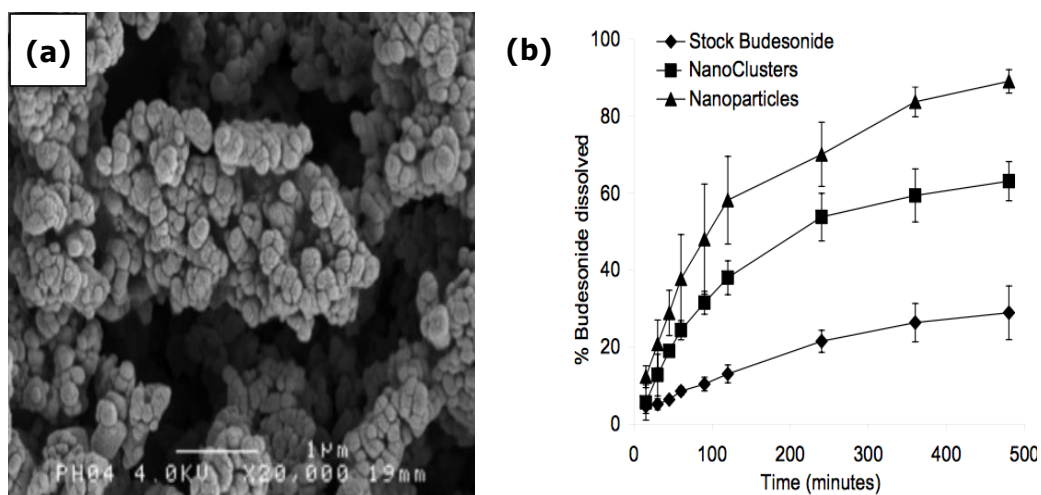 (a)
1µm
PH04 4.0KV X20,000 19mm
(b)
Stock Budesonide
NanoClusters
Nanoparticles
% Budesonide dissolved
100
80
60
40
20
0
0 100 200 300 400 500
Time (minutes)